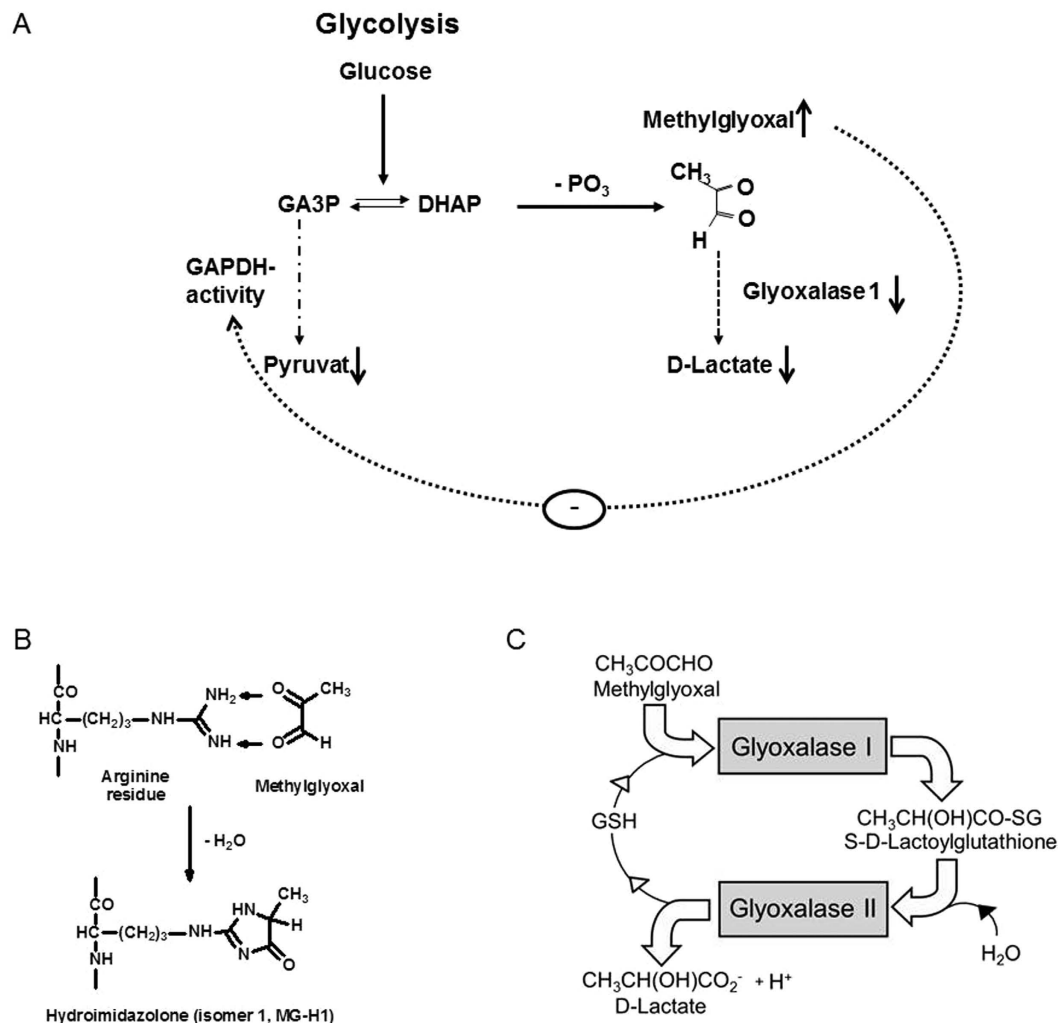 A
Glycolysis
Glucose
Methylglyoxal
GA3P
DHAP
- PO₃
CH₃
O
O
H
GAPDH-
activity
Glyoxalase 1
Pyruvat
D-Lactate
-
B
CO
HC
(CH₂)₃
NH
NH₂
NH
NH
O
CH₃
O
H
Arginine
residue
Methylglyoxal
- H₂O
CO
HC
(CH₂)₃
NH
NH
HN
N
CH₃
H
O
Hydroimidazolone (isomer 1, MG-H1)
C
CH₃COCHO
Methylglyoxal
Glyoxalase I
GSH
CH₃CH(OH)CO-SG
S-D-Lactoylglutathione
Glyoxalase II
H₂O
CH₃CH(OH)CO₂⁻ + H⁺
D-Lactate